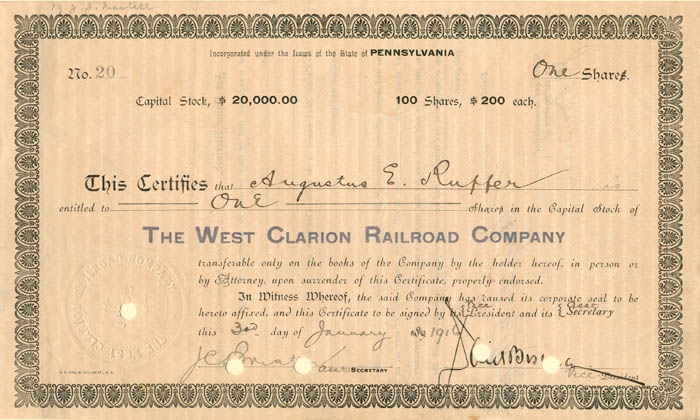 Incorporated under the Laws of the State of PENNSYLVANIA
No. 20
One Shares.
Capital Stock, $ 20,000.00 100 Shares, $ 200 each.
This Certifies that Augustus E. Ruffer is
entitled to One Shares in the Capital Stock of
THE WEST CLARION RAILROAD COMPANY
transferable only on the books of the Company by the holder hereof, in person or
by Attorney, upon surrender of this Certificate, properly endorsed.
In Witness Whereof, the said Company has caused its corporate seal to be
hereto affixed, and this Certificate to be signed by its Vice President and its Asst Secretary
this 3rd day of January 1910
SECRETARY
Vice President